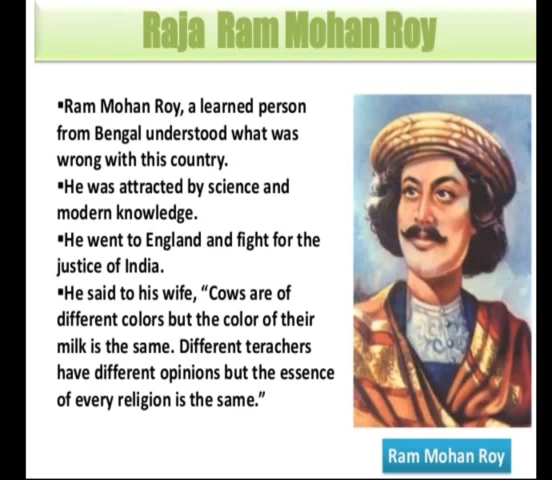 Raja Ram Mohan Roy
▪Ram Mohan Roy, a learned person
from Bengal understood what was
wrong with this country.
▪He was attracted by science and
modern knowledge.
▪He went to England and fight for the
justice of India.
▪He said to his wife, “Cows are of
different colors but the color of their
milk is the same. Different terachers
have different opinions but the essence
of every religion is the same.”
Ram Mohan Roy